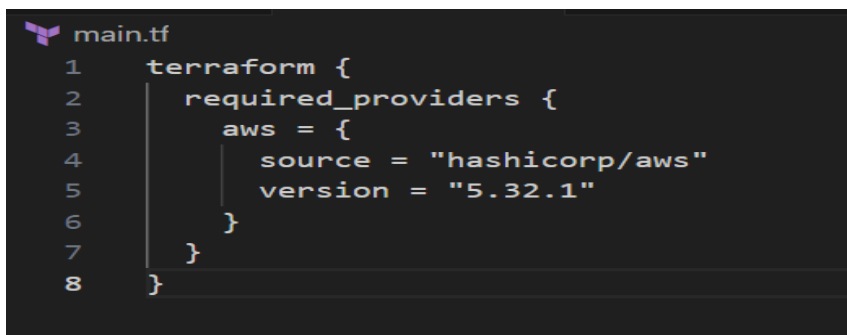 main.tf
1 terraform {
2 required_providers {
3 aws = {
4 source = "hashicorp/aws"
5 version = "5.32.1"
6 }
7 }
8 }